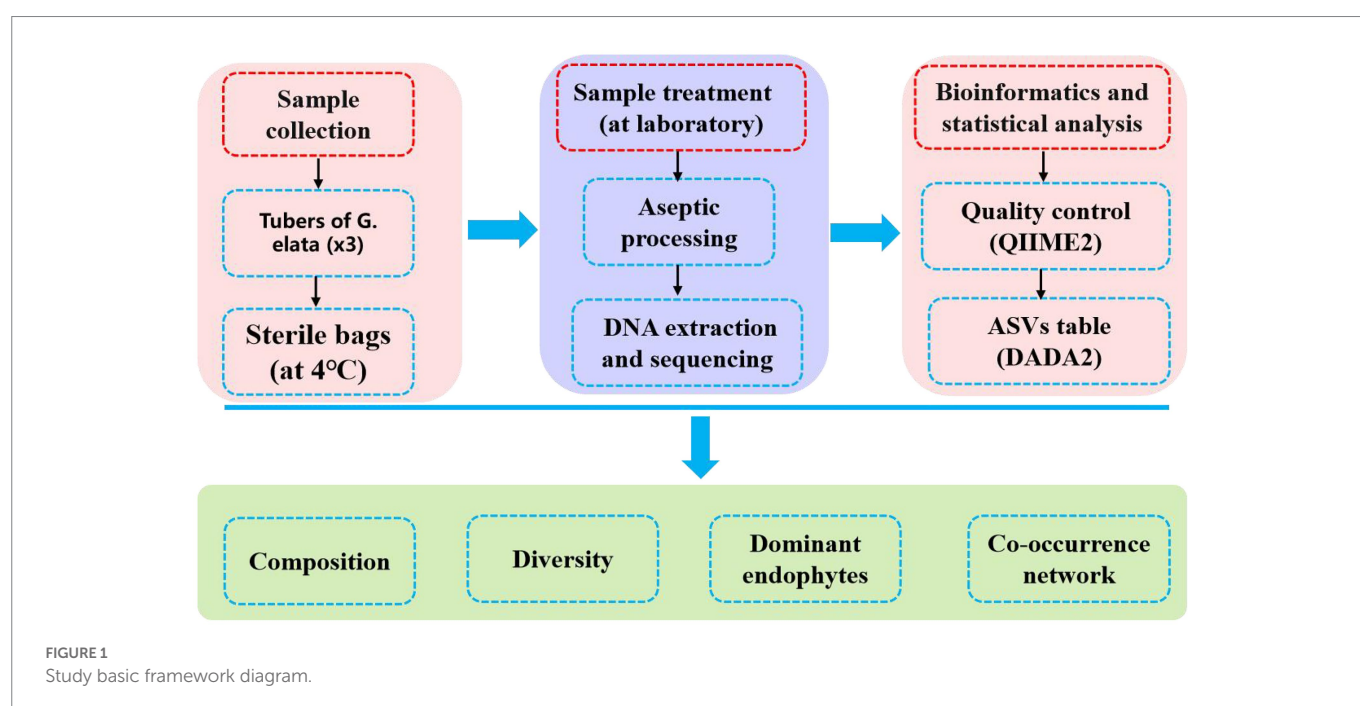 Sample
collection
Tubers of G.
elata (x3)
Sterile bags
(at 4°C)
Sample treatment
(at laboratory)
Aseptic
processing
DNA extraction
and sequencing
Bioinformatics and
statistical analysis
Quality control
(QIIME2)
ASVs table
(DADA2)
Composition
Diversity
Dominant
endophytes
Co-occurrence
network
FIGURE 1
Study basic framework diagram.